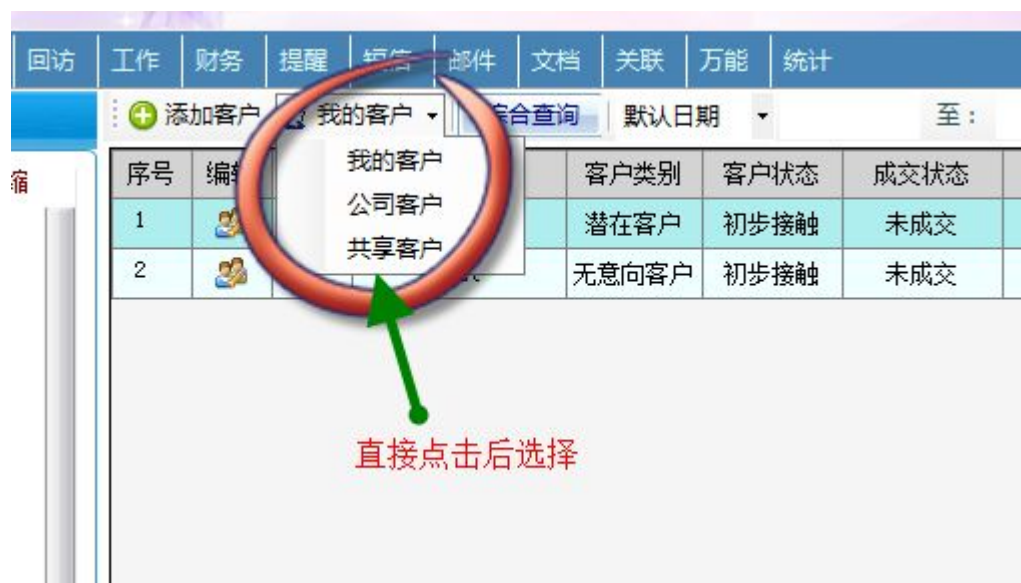 回访 工作 财务 提醒 短信 邮件 文档 关联 万能 统计
添加客户 我的客户 综合查询 默认日期 至：
缩
序号 编辑 客户类别 客户状态 成交状态
我的客户
公司客户
共享客户
1 潜在客户 初步接触 未成交
2 无意向客户 初步接触 未成交
直接点击后选择